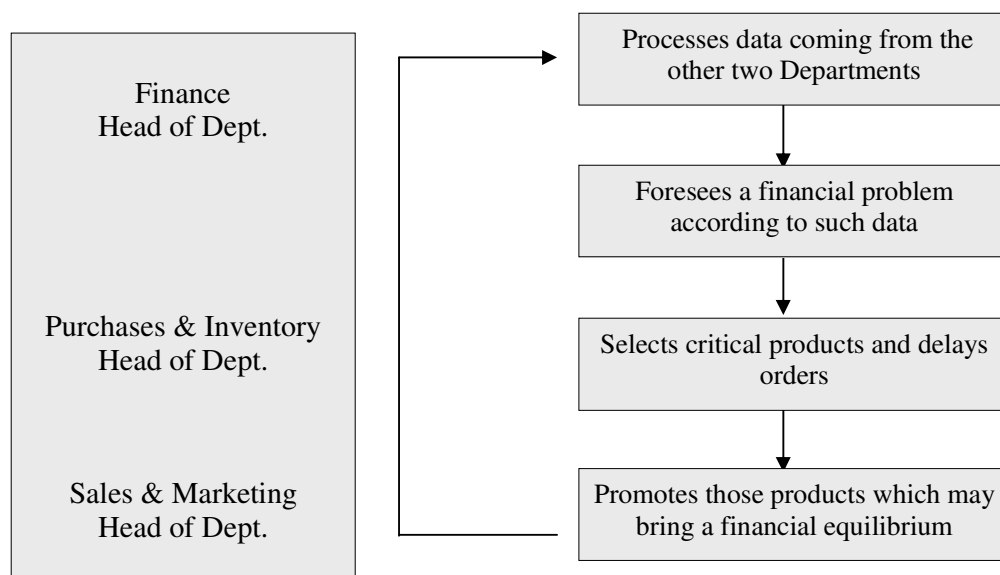 Finance
Head of Dept.
Purchases & Inventory
Head of Dept.
Sales & Marketing
Head of Dept.
Processes data coming from the
other two Departments
Foresees a financial problem
according to such data
Selects critical products and delays
orders
Promotes those products which may
bring a financial equilibrium